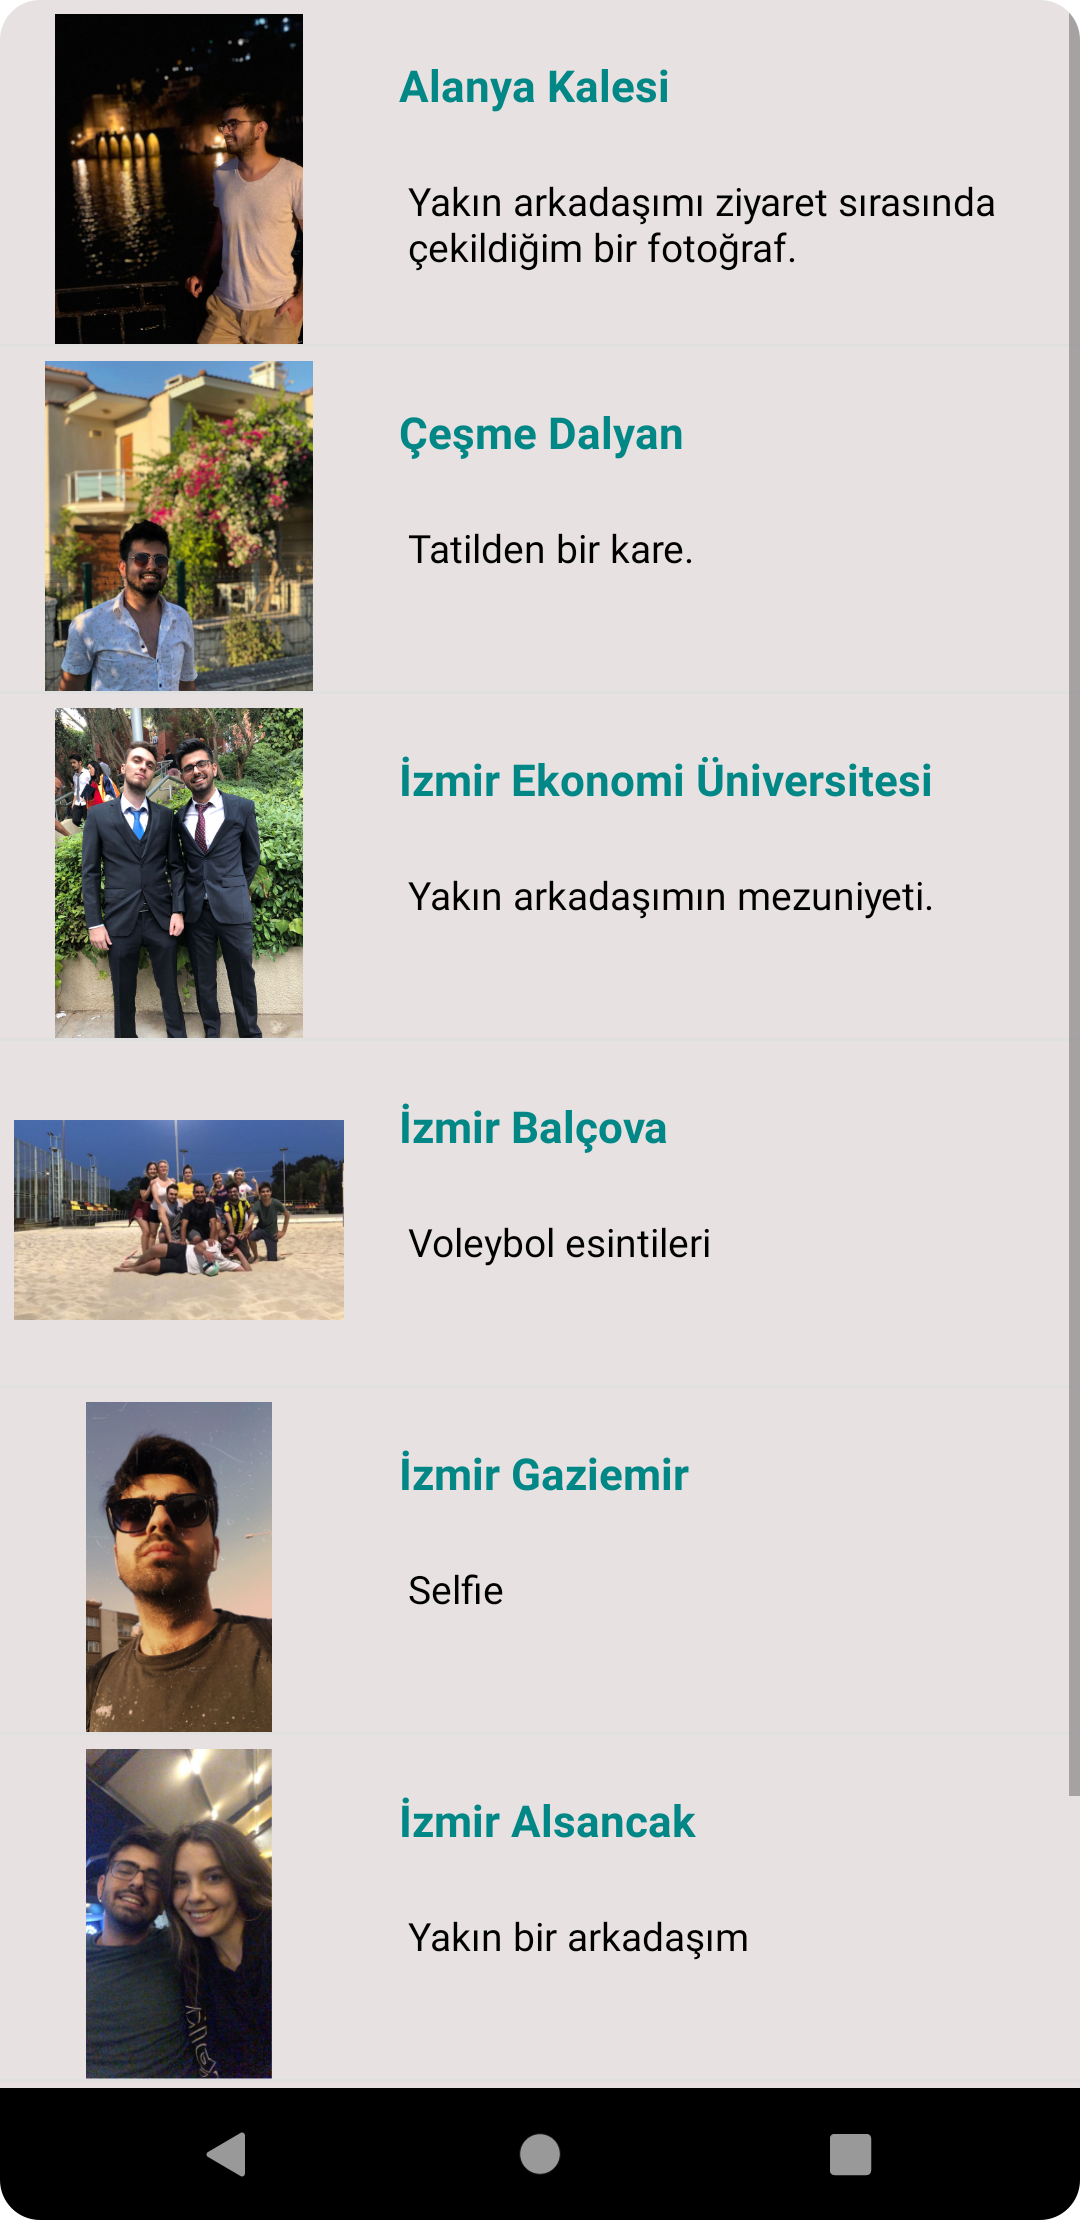 Alanya Kalesi
Yakın arkadaşımı ziyaret sırasında
çekildiğim bir fotoğraf.
Çeşme Dalyan
Tatilden bir kare.
İzmir Ekonomi Üniversitesi
Yakın arkadaşımın mezuniyeti.
İzmir Balçova
Voleybol esintileri
İzmir Gaziemir
Selfie
İzmir Alsancak
Yakın bir arkadaşım